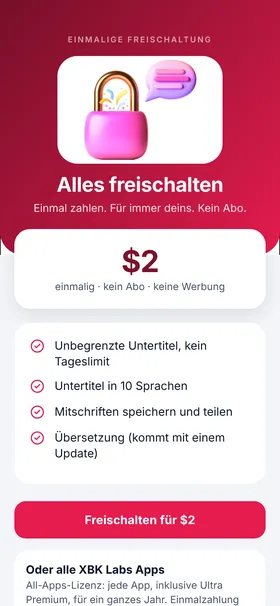 EINMALIGE FREISCHALTUNG
Alles freischalten
Einmal zahlen. Für immer deins. Kein Abo.
$2
einmalig · kein Abo · keine Werbung
Unbegrenzte Untertitel, kein
Tageslimit
Untertitel in 10 Sprachen
Mitschriften speichern und teilen
Übersetzung (kommt mit einem
Update)
Freischalten für $2
Oder alle XBK Labs Apps
All-Apps-Lizenz: jede App, inklusive Ultra
Premium, für ein ganzes Jahr. Einmalzahlung